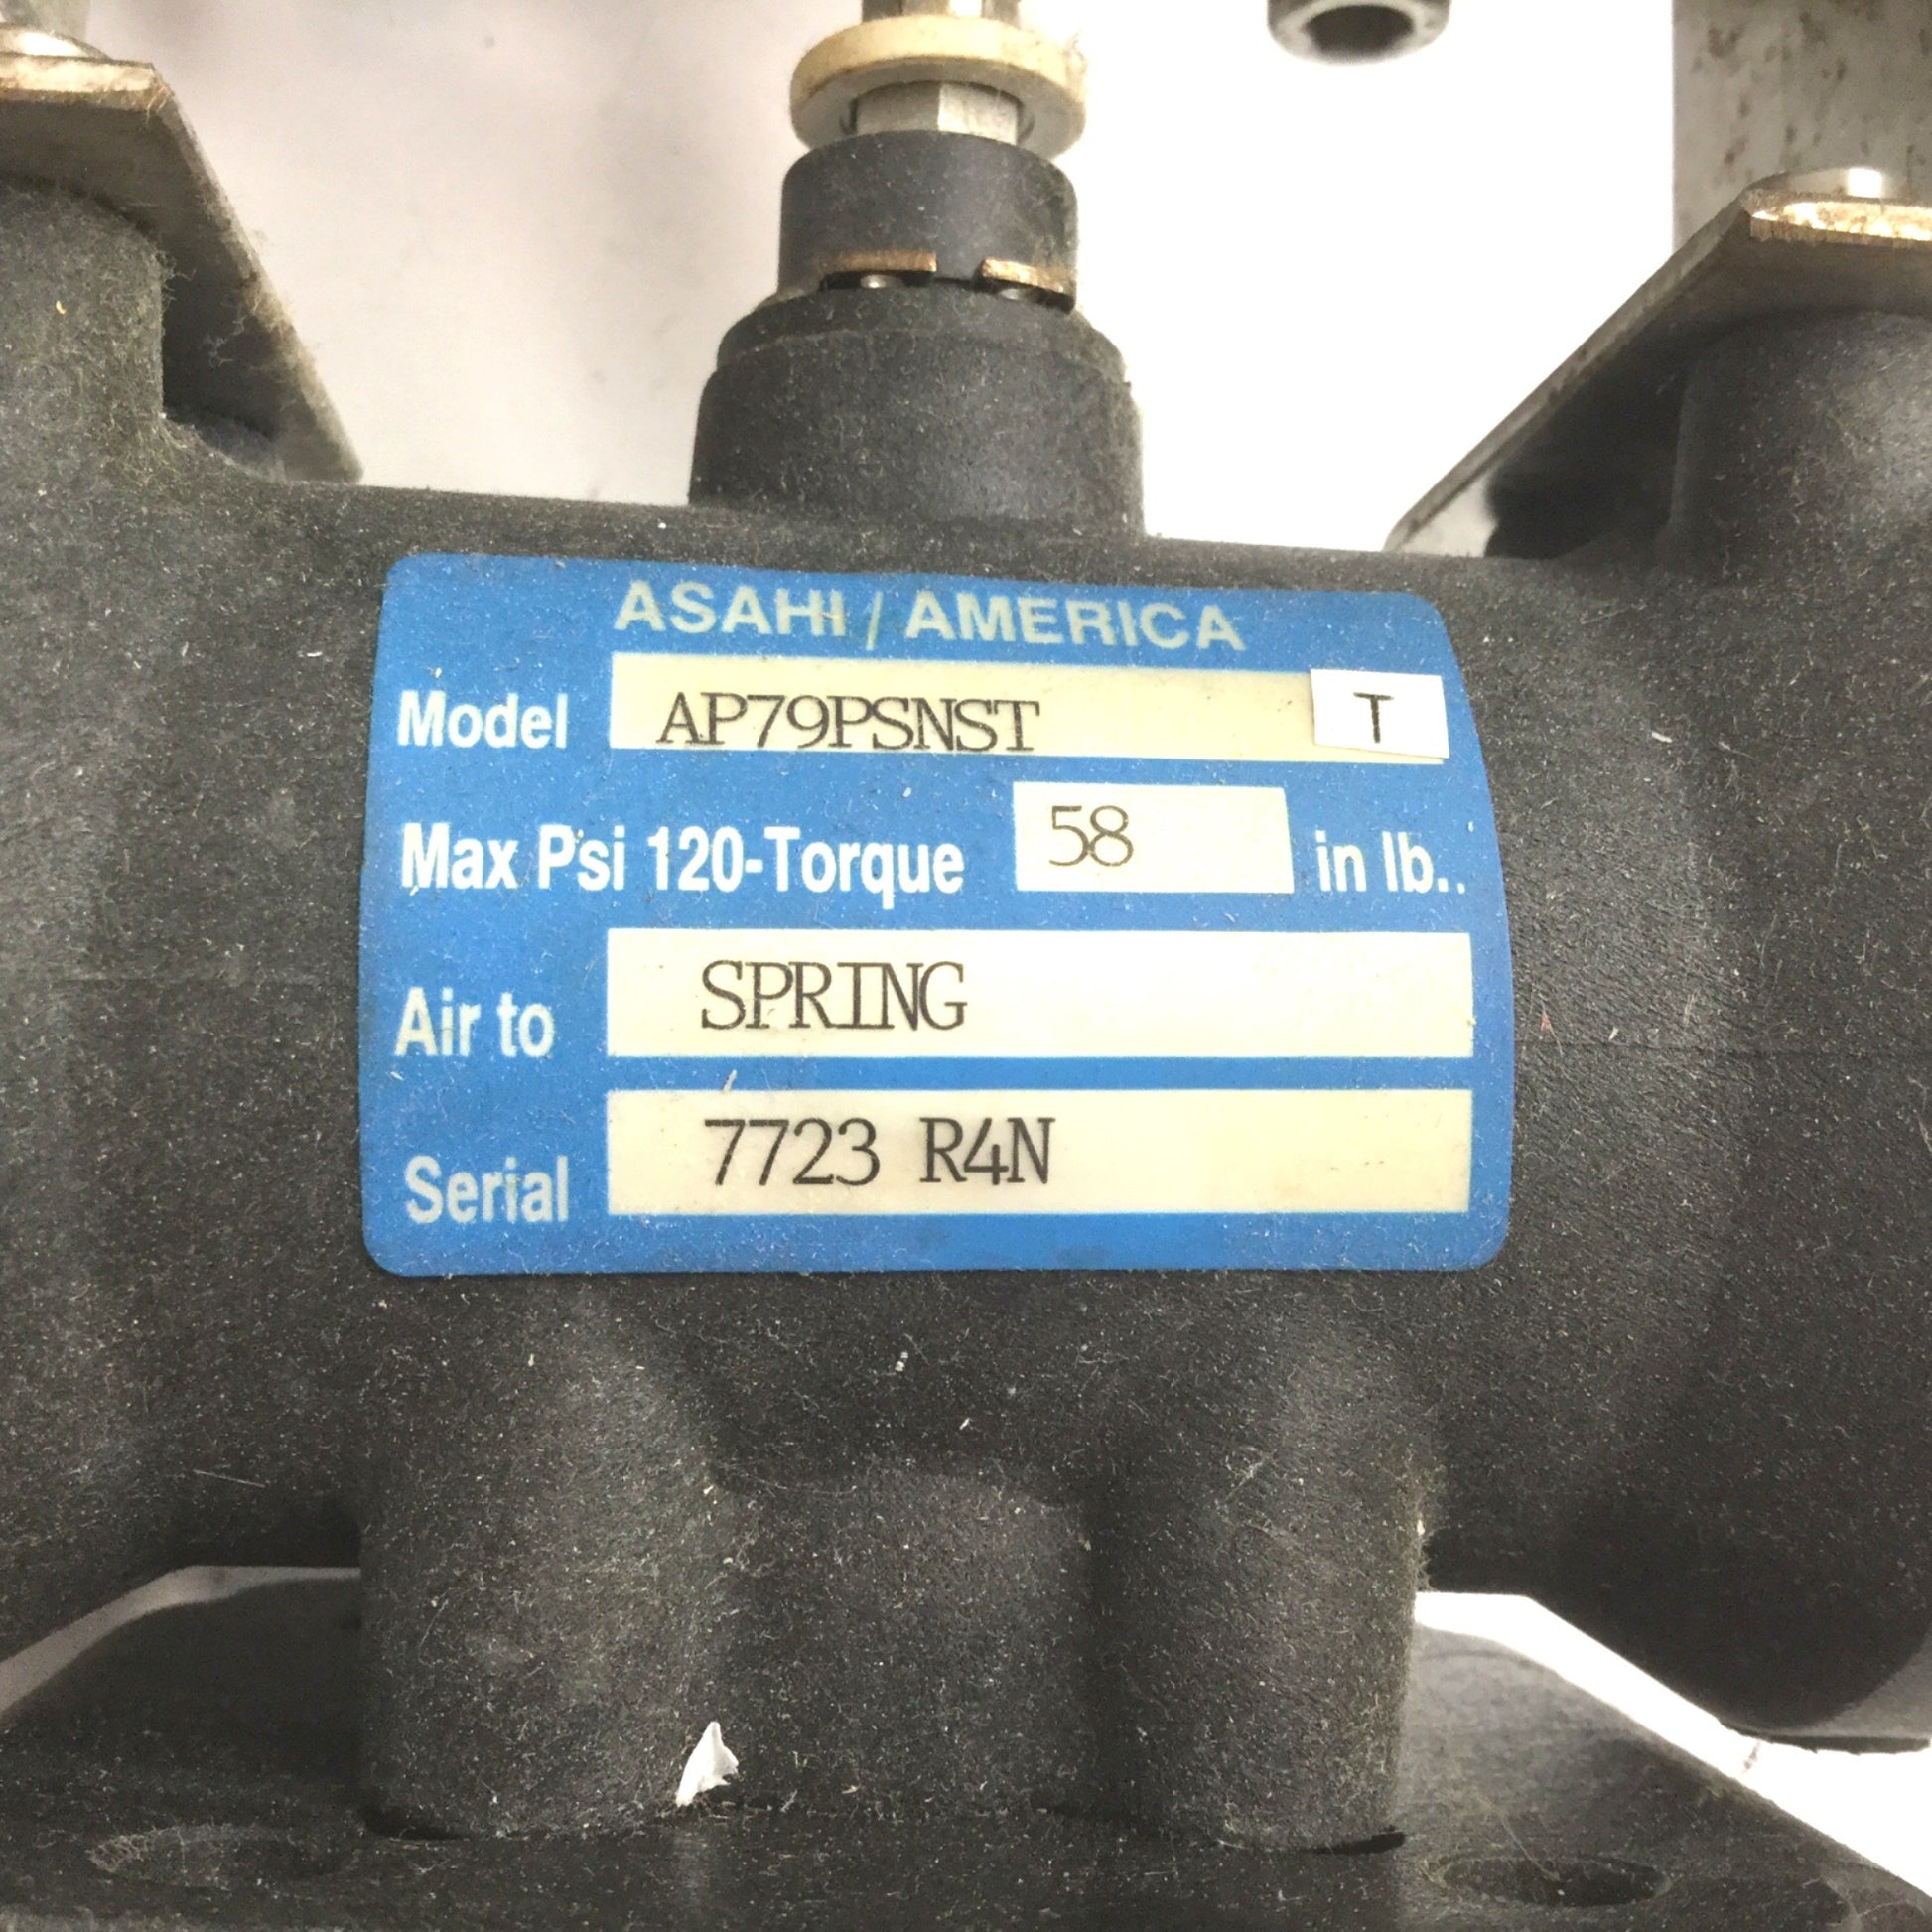 ASAHI / AMERICA
Model AP79PSNST T
Max Psi 120-Torque 58 in lb..
Air to SPRING
Serial 7723 R4N